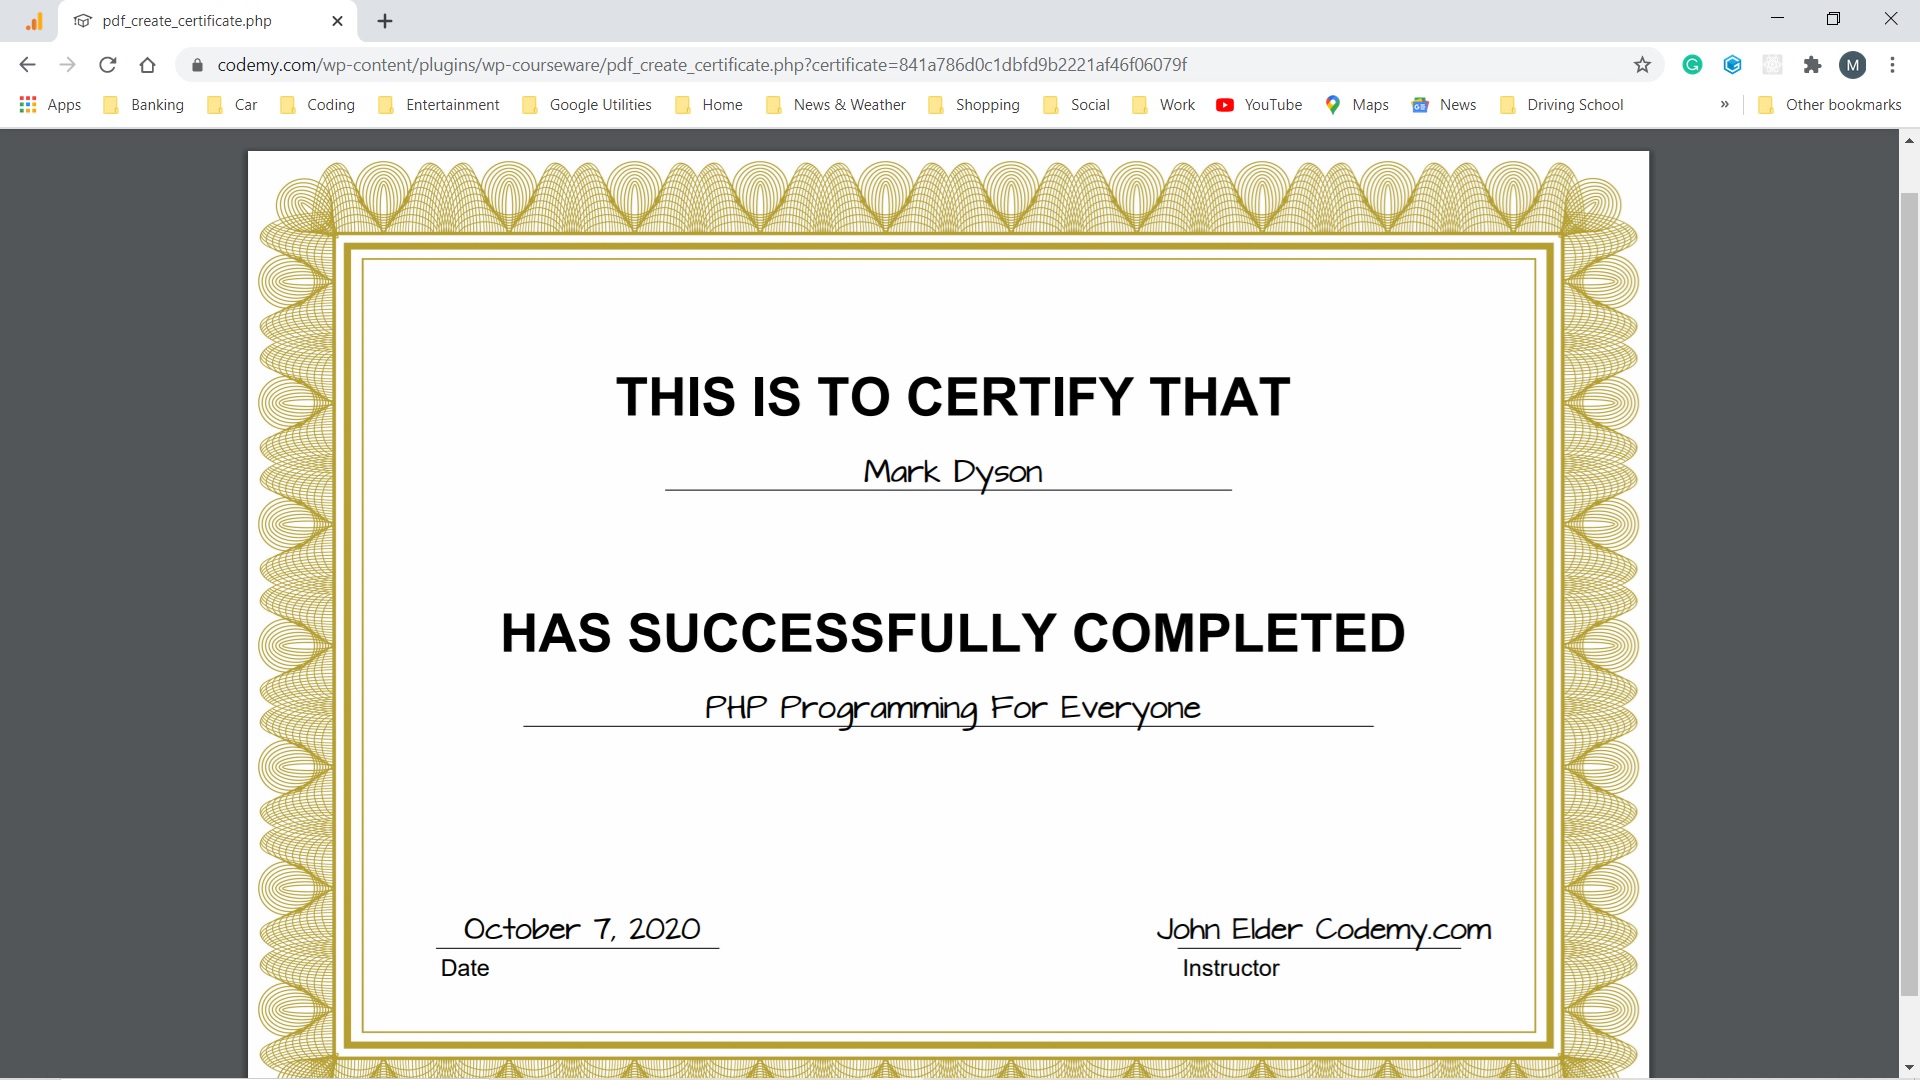 pdf_create_certificate.php
codemy.com/wp-content/plugins/wp-courseware/pdf_create_certificate.php?certificate=841a786d0c1dbfd9b2221af46f06079f
M
Apps Banking Car Coding Entertainment Google Utilities Home News & Weather Shopping Social Work YouTube Maps News Driving School » Other bookmarks
THIS IS TO CERTIFY THAT
Mark Dyson
HAS SUCCESSFULLY COMPLETED
PHP Programming For Everyone
October 7, 2020 John Elder Codemy.com
Date Instructor